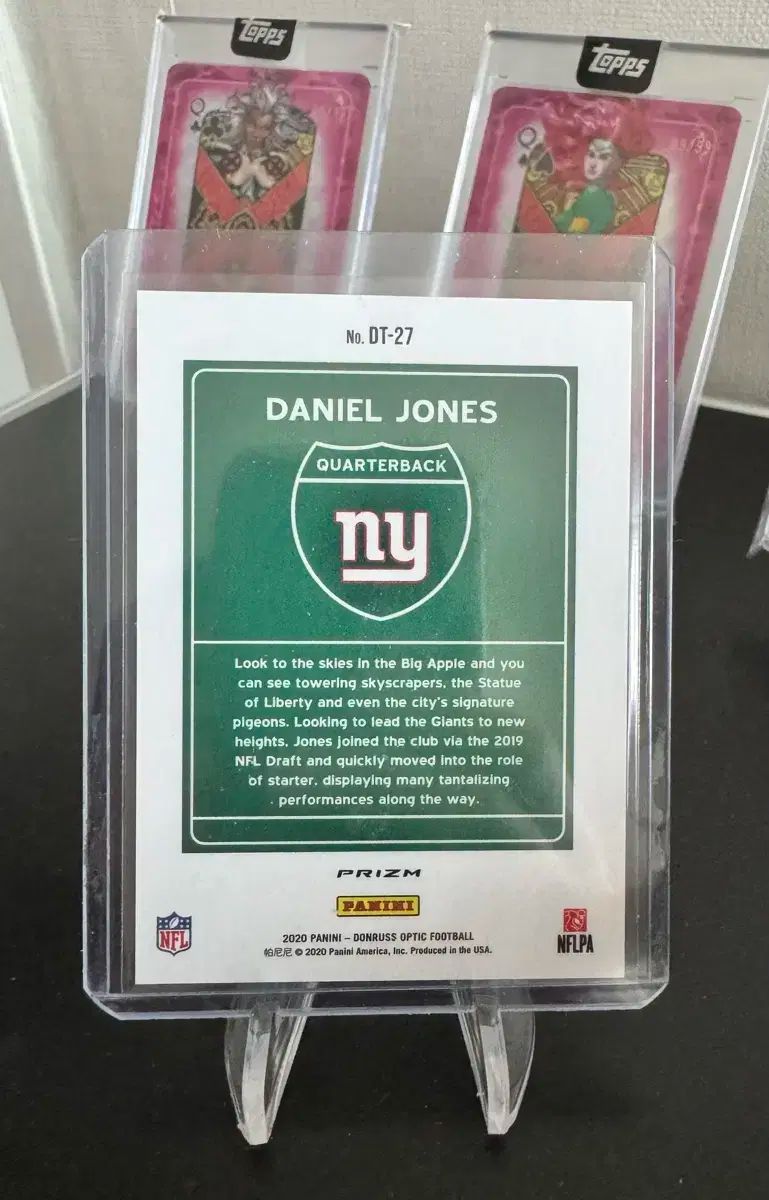 Topps
Topps
Q
Q
No. DT-27
DANIEL JONES
QUARTERBACK
ny
Look to the skies in the Big Apple and you
can see towering skyscrapers, the Statue
of Liberty and even the city's signature
pigeons. Looking to lead the Giants to new
heights, Jones joined the club via the 2019
NFL Draft and quickly moved into the role
of starter, displaying many tantalizing
performances along the way.
PRIZM
PANINI
NFL
NFLPA
2020 PANINI – DONRUSS OPTIC FOOTBALL
帕尼尼 © 2020 Panini America, Inc. Produced in the USA.